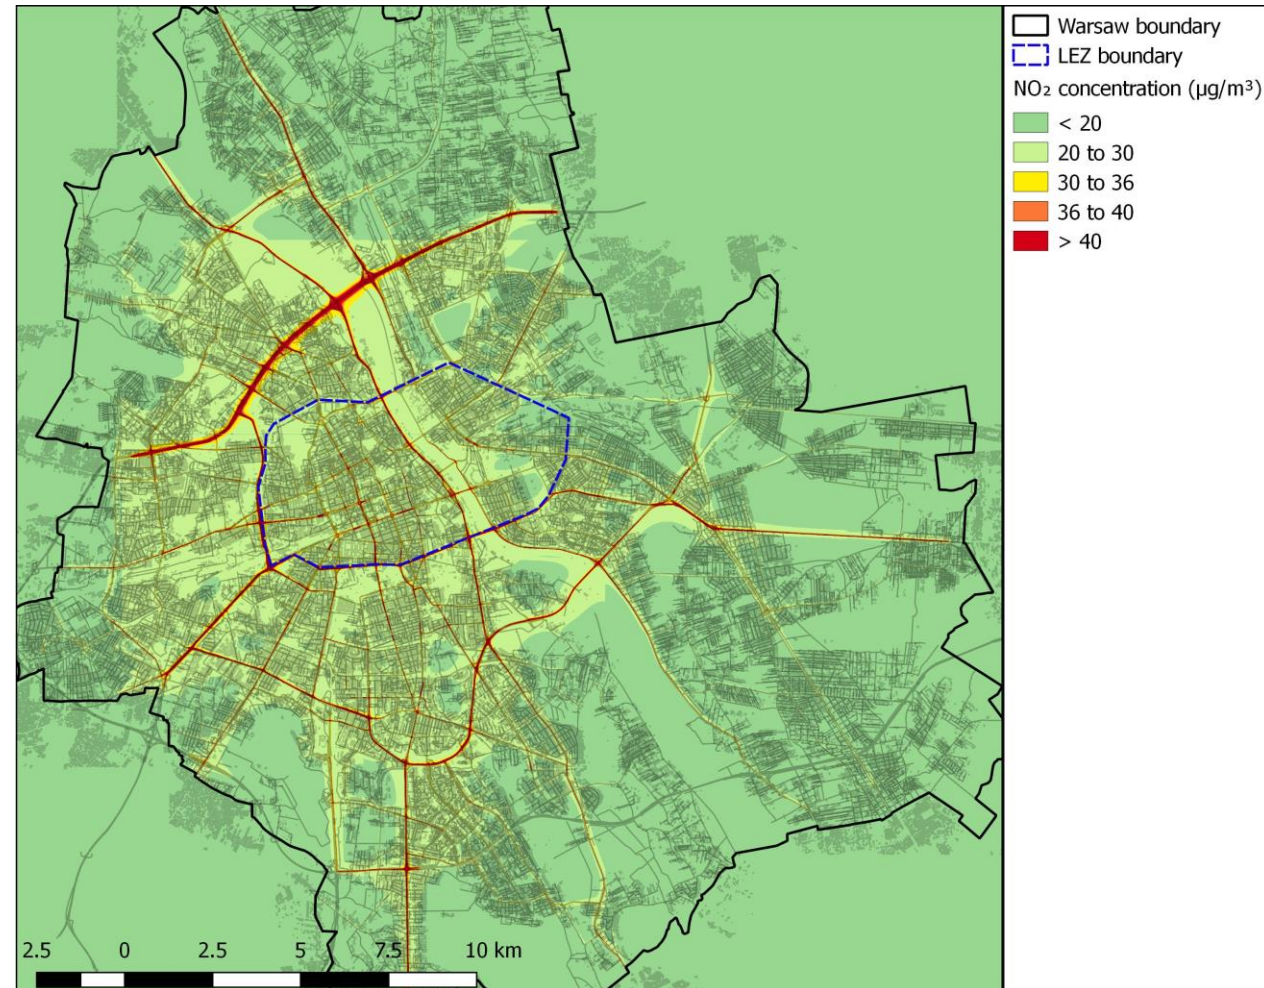 Warsaw boundary
LEZ boundary
NO₂ concentration (µg/m³)
< 20
20 to 30
30 to 36
36 to 40
> 40
2.5 0 2.5 5 7.5 10 km